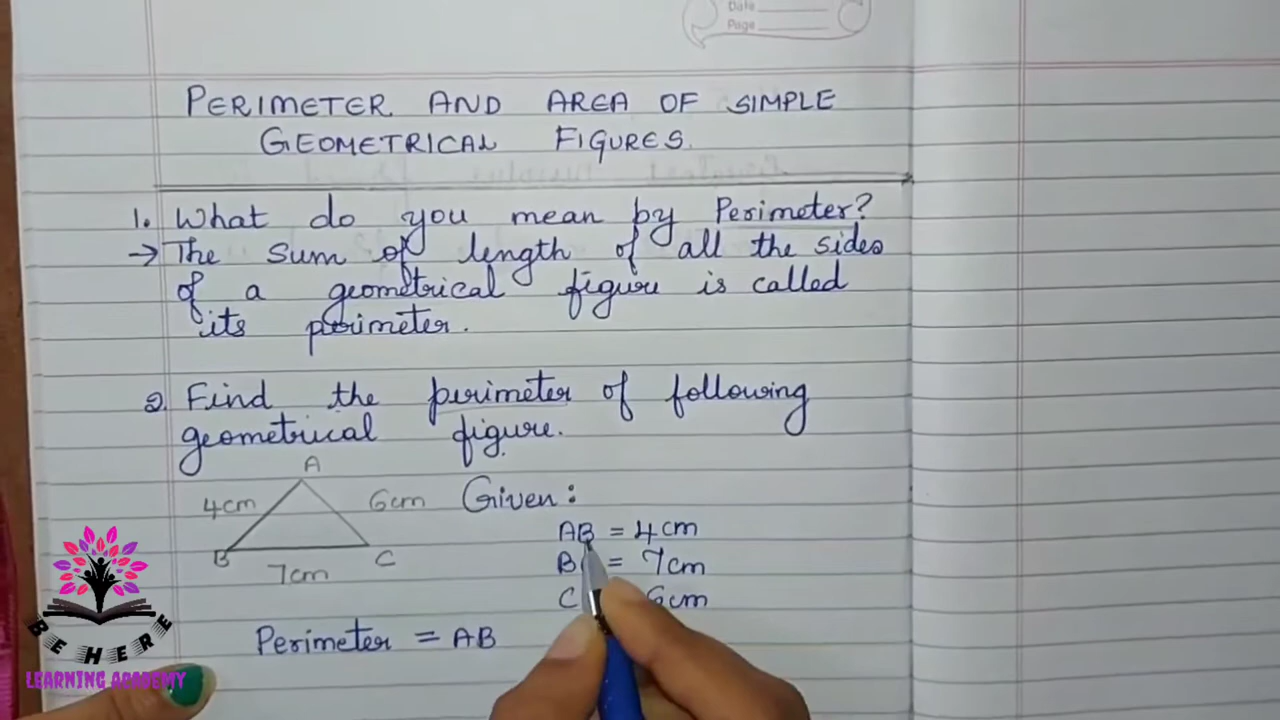 Date
Page
PERIMETER AND AREA OF SIMPLE
GEOMETRICAL FIGURES.
1. What do you mean by Perimeter?
→ The Sum of length of all the sides
of a geometrical figure is called
its perimeter.
2. Find the perimeter of following
geometrical figure.
A
4cm 6cm Given:
AB = 4cm
B C
7cm
B = 7cm
C 6cm
Perimeter = AB
BEHERE
LEARNING ACADEMY